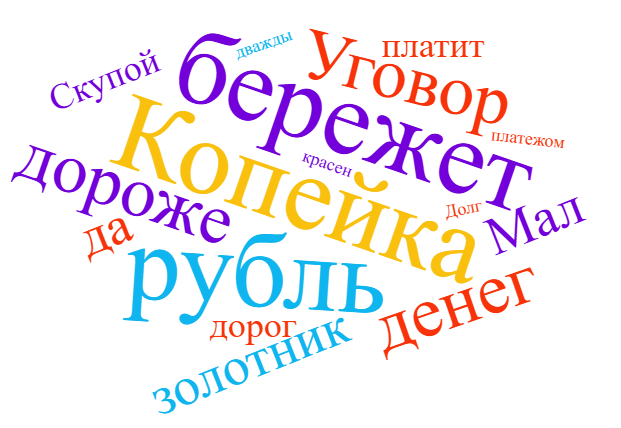 дважды
платит
Уговор
Скупой
бережет
платежом
Копейка
красен
дороже
Долг
Мал
да
рубль
денег
дорог
золотник